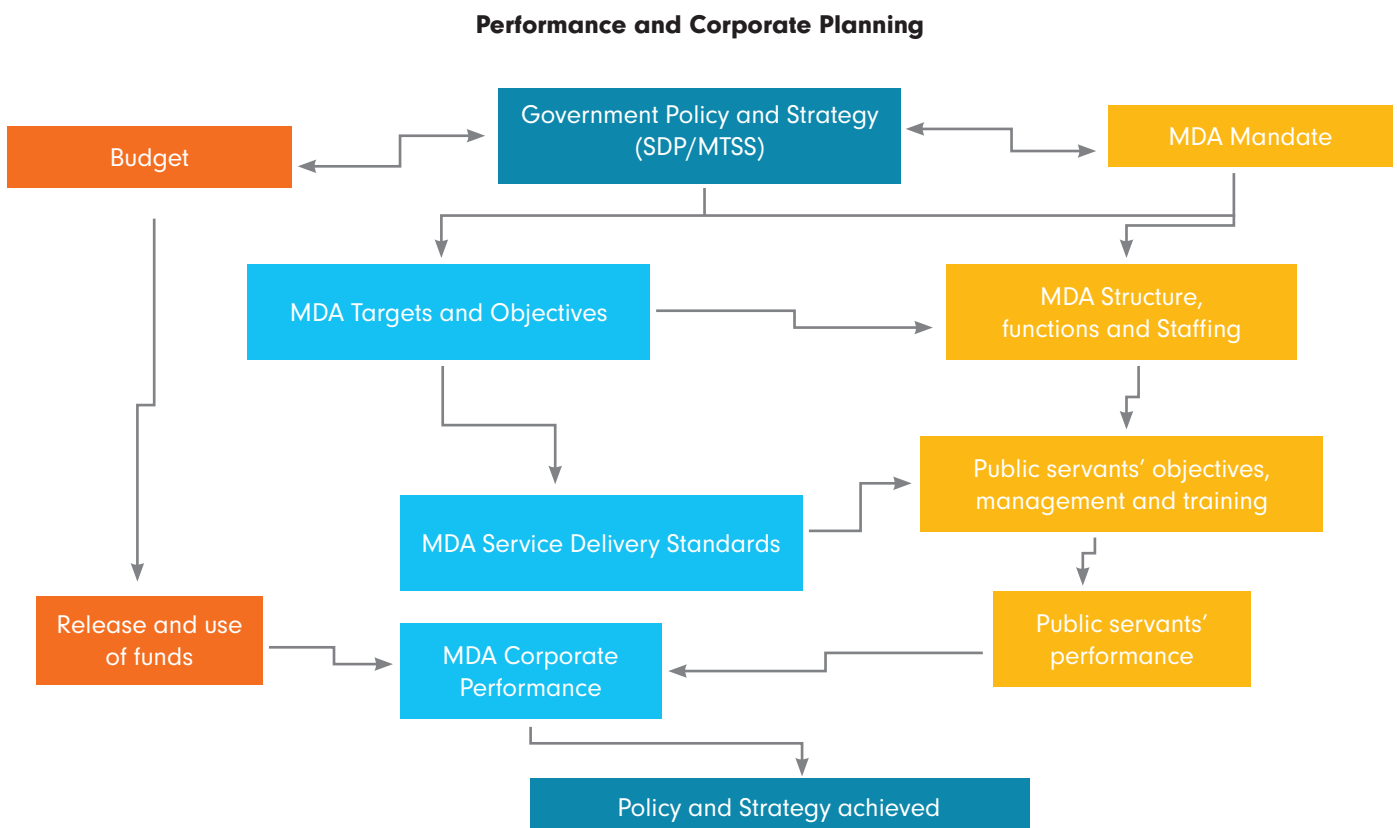 Performance and Corporate Planning
Government Policy and Strategy
(SDP/MTSS)
Budget
MDA Mandate
MDA Targets and Objectives
MDA Structure,
functions and Staffing
Public servants’ objectives,
management and training
MDA Service Delivery Standards
Release and use
of funds
MDA Corporate
Performance
Public servants’
performance
Policy and Strategy achieved